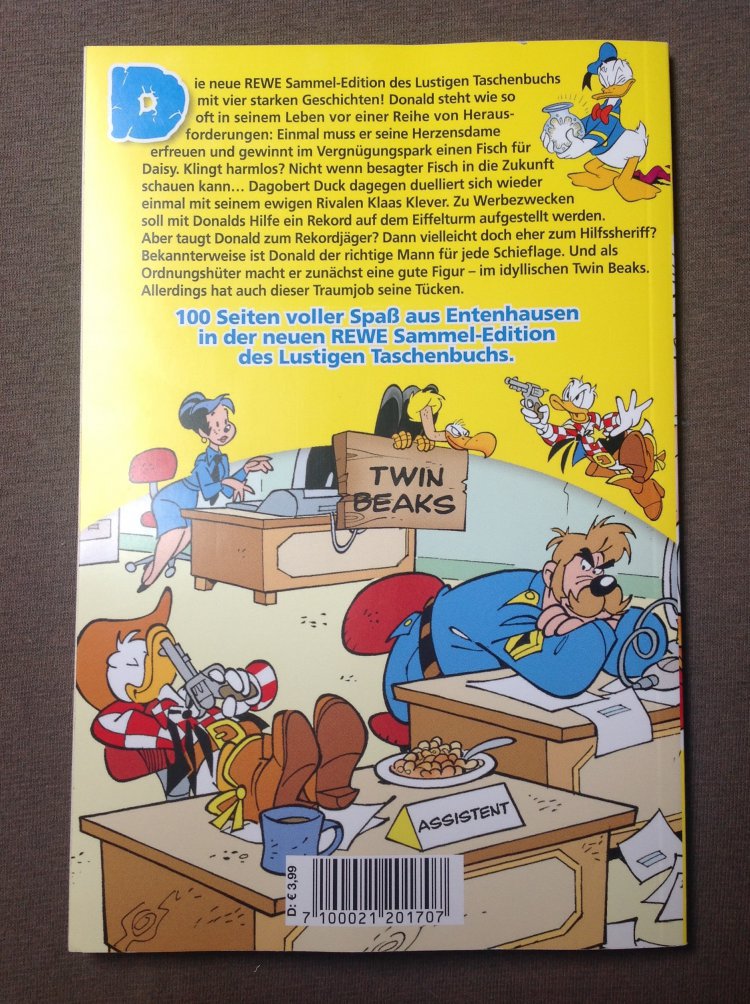 Die neue REWE Sammel-Edition des Lustigen Taschenbuchs
mit vier starken Geschichten! Donald steht wie so
oft in seinem Leben vor einer Reihe von Heraus-
forderungen: Einmal muss er seine Herzensdame
erfreuen und gewinnt im Vergnügungspark einen Fisch für
Daisy. Klingt harmlos? Nicht wenn besagter Fisch in die Zukunft
schauen kann... Dagobert Duck dagegen duelliert sich wieder
einmal mit seinem ewigen Rivalen Klaas Klever. Zu Werbezwecken
soll mit Donalds Hilfe ein Rekord auf dem Eiffelturm aufgestellt werden.
Aber taugt Donald zum Rekordjäger? Dann vielleicht doch eher zum Hilfssheriff?
Bekannterweise ist Donald der richtige Mann für jede Schieflage. Und als
Ordnungshüter macht er zunächst eine gute Figur – im idyllischen Twin Beaks.
Allerdings hat auch dieser Traumjob seine Tücken.
100 Seiten voller Spaß aus Entenhausen
in der neuen REWE Sammel-Edition
des Lustigen Taschenbuchs.
TWIN
BEAKS
ASSISTENT
D: € 3,99
7 100021 201707